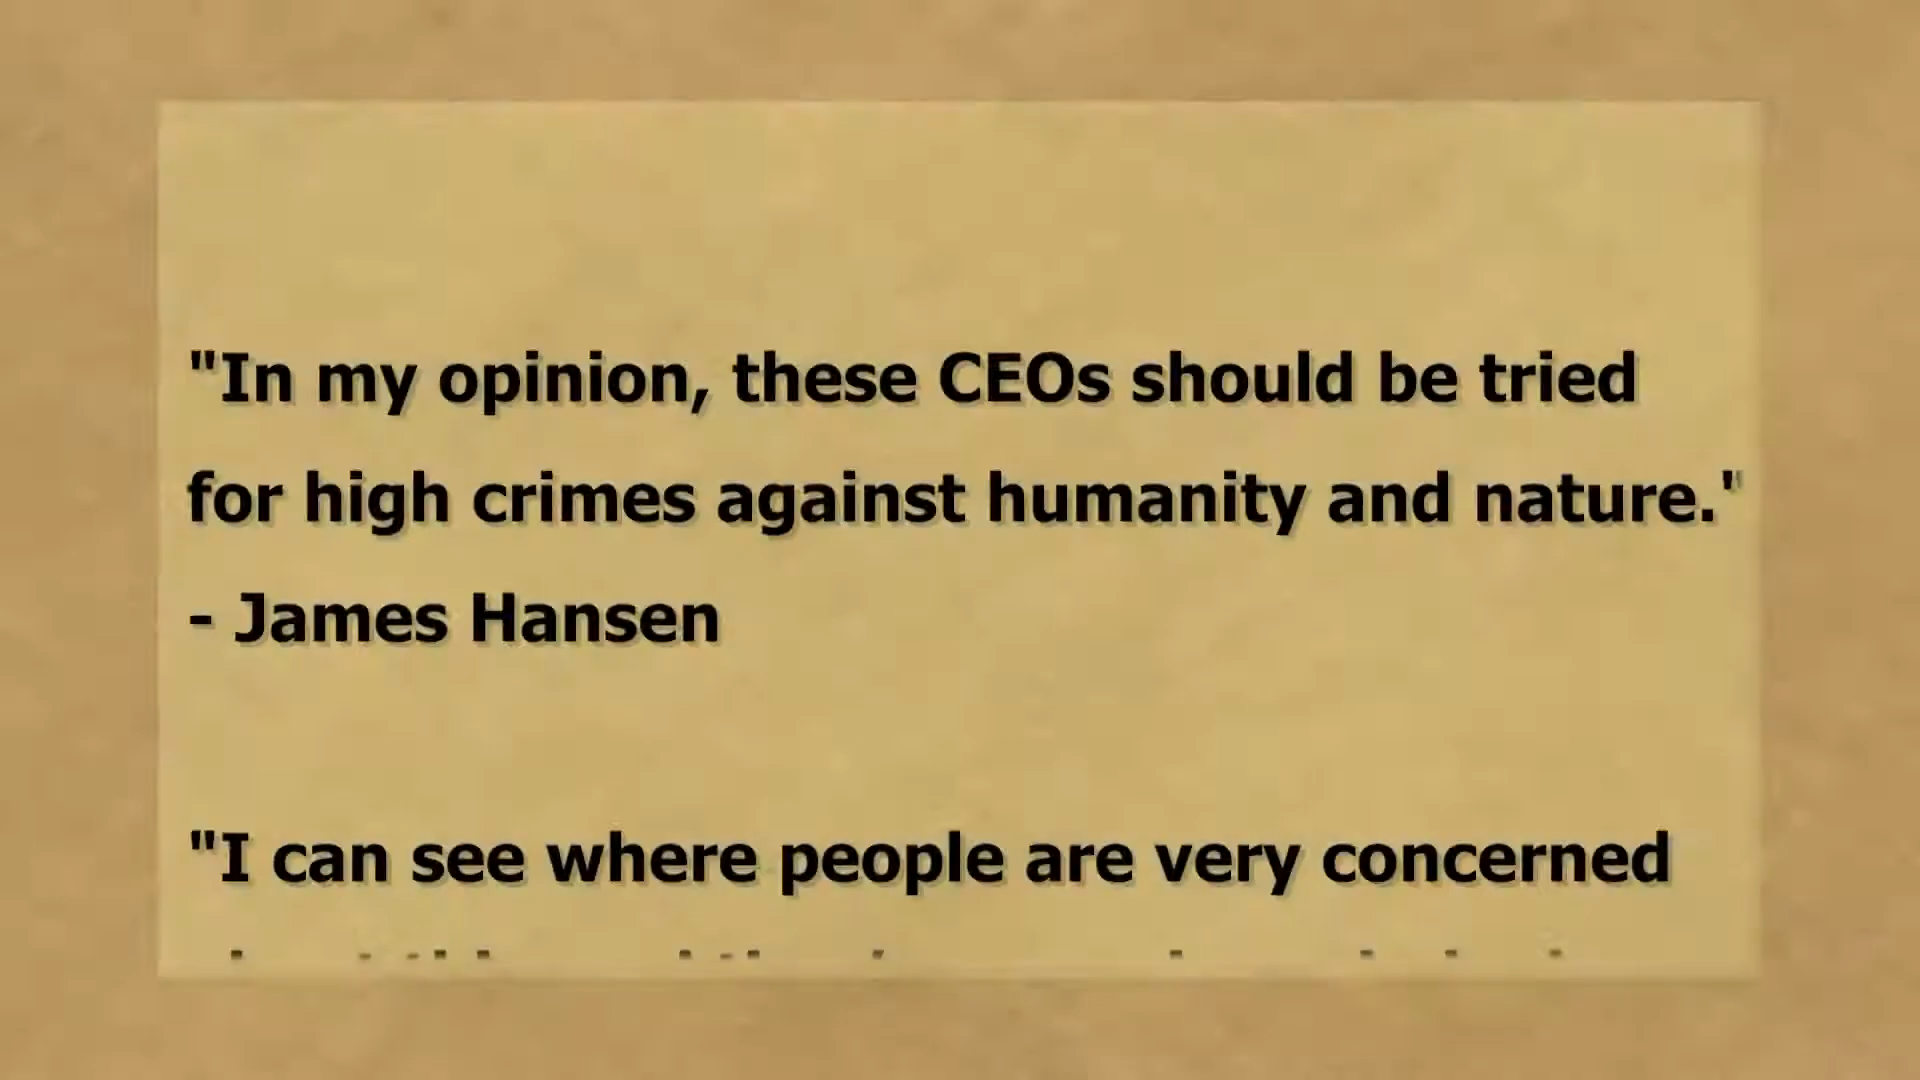 "In my opinion, these CEOs should be tried
for high crimes against humanity and nature."
- James Hansen
"I can see where people are very concerned